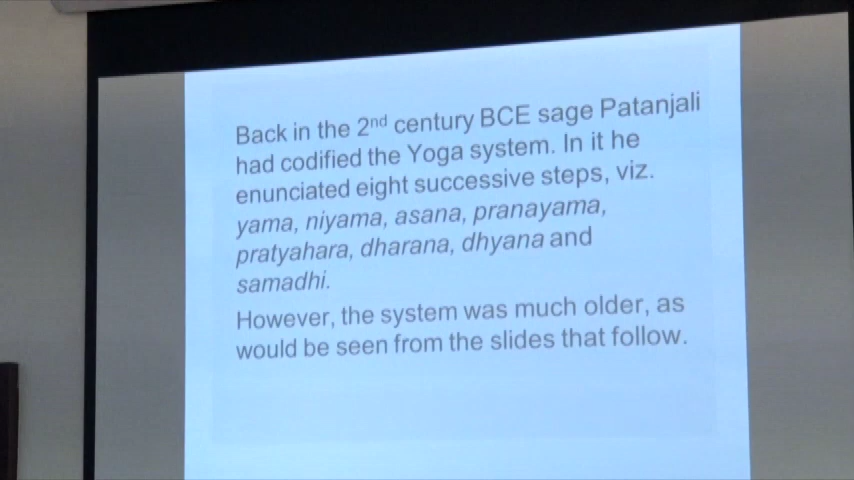 Back in the 2nd century BCE sage Patanjali
had codified the Yoga system. In it he
enunciated eight successive steps, viz.
yama, niyama, asana, pranayama,
pratyahara, dharana, dhyana and
samadhi.
However, the system was much older, as
would be seen from the slides that follow.